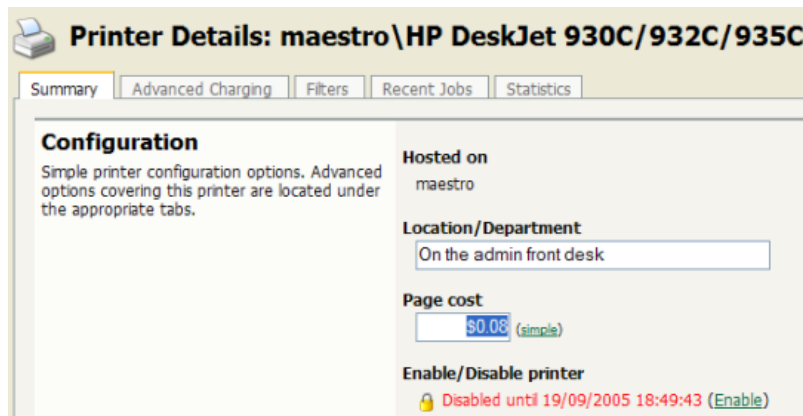 Printer Details: maestro\HP DeskJet 930C/932C/935C
Summary Advanced Charging Filters Recent Jobs Statistics
Configuration
Simple printer configuration options. Advanced
options covering this printer are located under
the appropriate tabs.
Hosted on
maestro
Location/Department
On the admin front desk
Page cost
$0.08 (simple)
Enable/Disable printer
Disabled until 19/09/2005 18:49:43 (Enable)